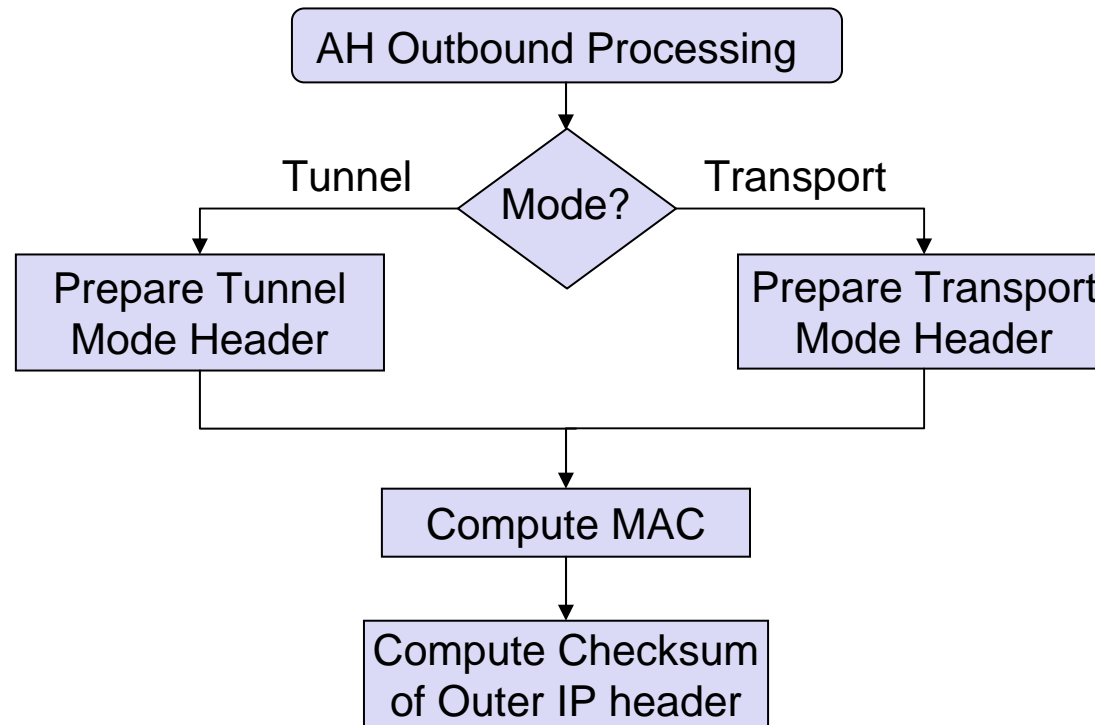 AH Outbound Processing
Tunnel
Mode?
Transport
Prepare Tunnel
Mode Header
Prepare Transport
Mode Header
Compute MAC
Compute Checksum
of Outer IP header